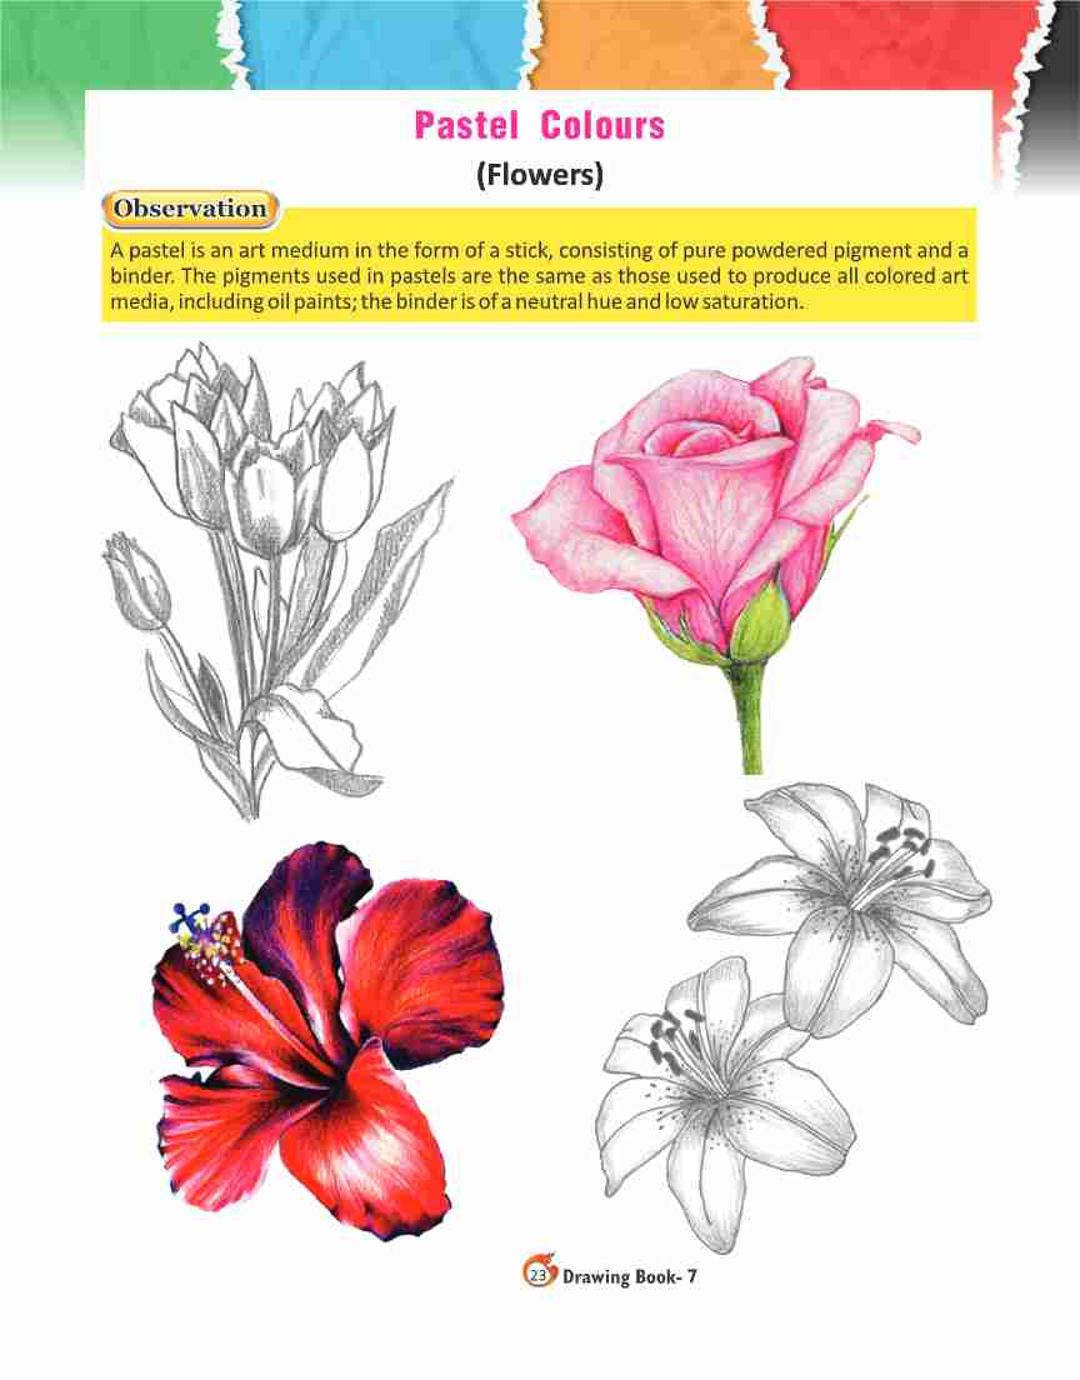 Pastel Colours
(Flowers)
Observation
A pastel is an art medium in the form of a stick, consisting of pure powdered pigment and a
binder. The pigments used in pastels are the same as those used to produce all colored art
media, including oil paints; the binder is of a neutral hue and low saturation.
23 Drawing Book- 7